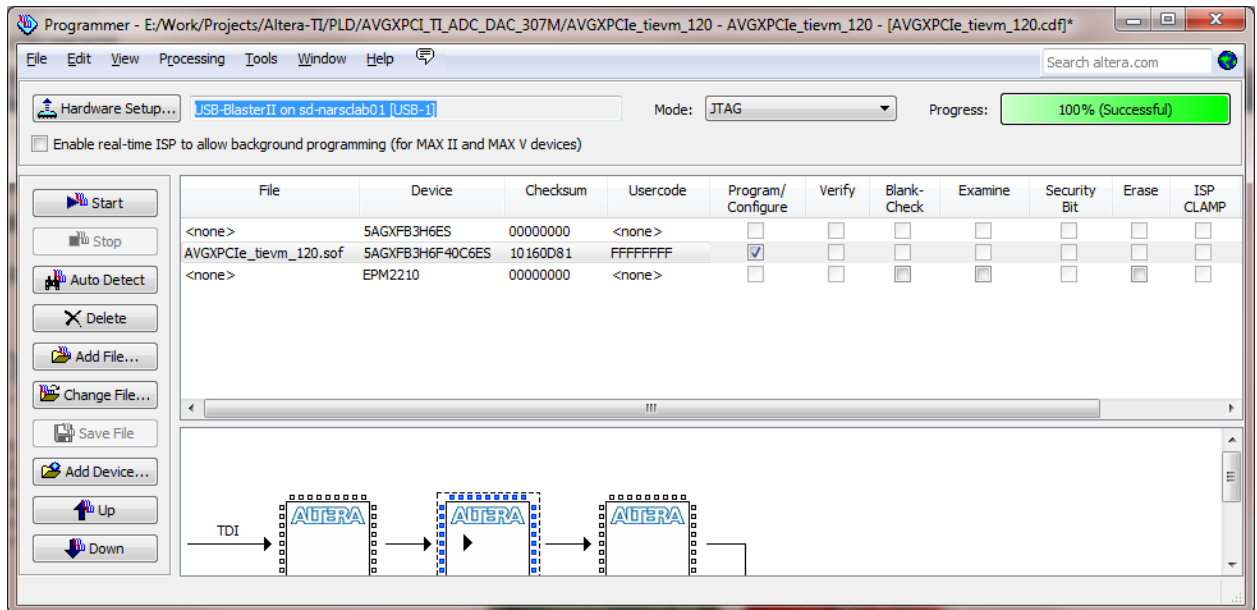 Programmer - E:/Work/Projects/Altera-TI/PLD/AVGXPCI_TI_ADC_DAC_307M/AVGXPCIe_tievm_120 - AVGXPCIe_tievm_120 - [AVGXPCIe_tievm_120.cdf]*
File Edit View Processing Tools Window Help
Search altera.com
Hardware Setup... USB-BlasterII on sd-narsclab01 [USB-1] Mode: JTAG Progress: 100% (Successful)
Enable real-time ISP to allow background programming (for MAX II and MAX V devices)
Start
Stop
Auto Detect
Delete
Add File...
Change File...
Save File
Add Device...
Up
Down
File Device Checksum Usercode Program/ Verify Blank- Examine Security Erase ISP
Configure Check Bit CLAMP
<none> 5AGXFB3H6ES 00000000 <none>
AVGXPCIe_tievm_120.sof 5AGXFB3H6F40C6ES 10160D81 FFFFFFFF
<none> EPM2210 00000000 <none>
TDI
ALTERA ALTERA ALTERA